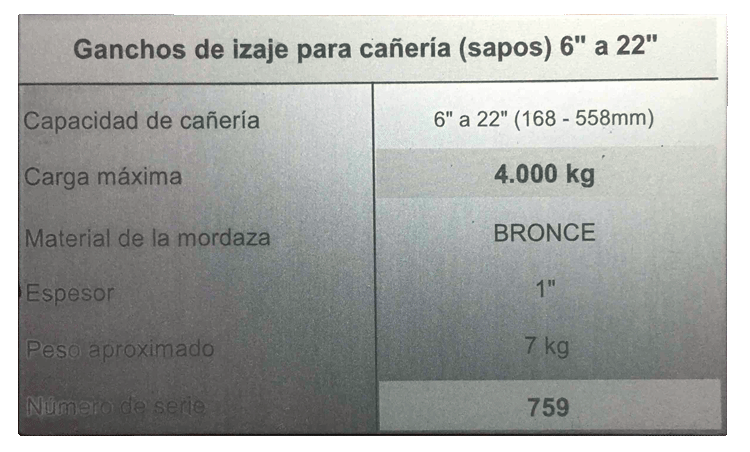 Ganchos de izaje para cañería (sapos) 6" a 22"
Capacidad de cañería 6" a 22" (168 - 558mm)
Carga máxima 4.000 kg
Material de la mordaza BRONCE
Espesor 1"
Peso aproximado 7 kg
Número de serie 759